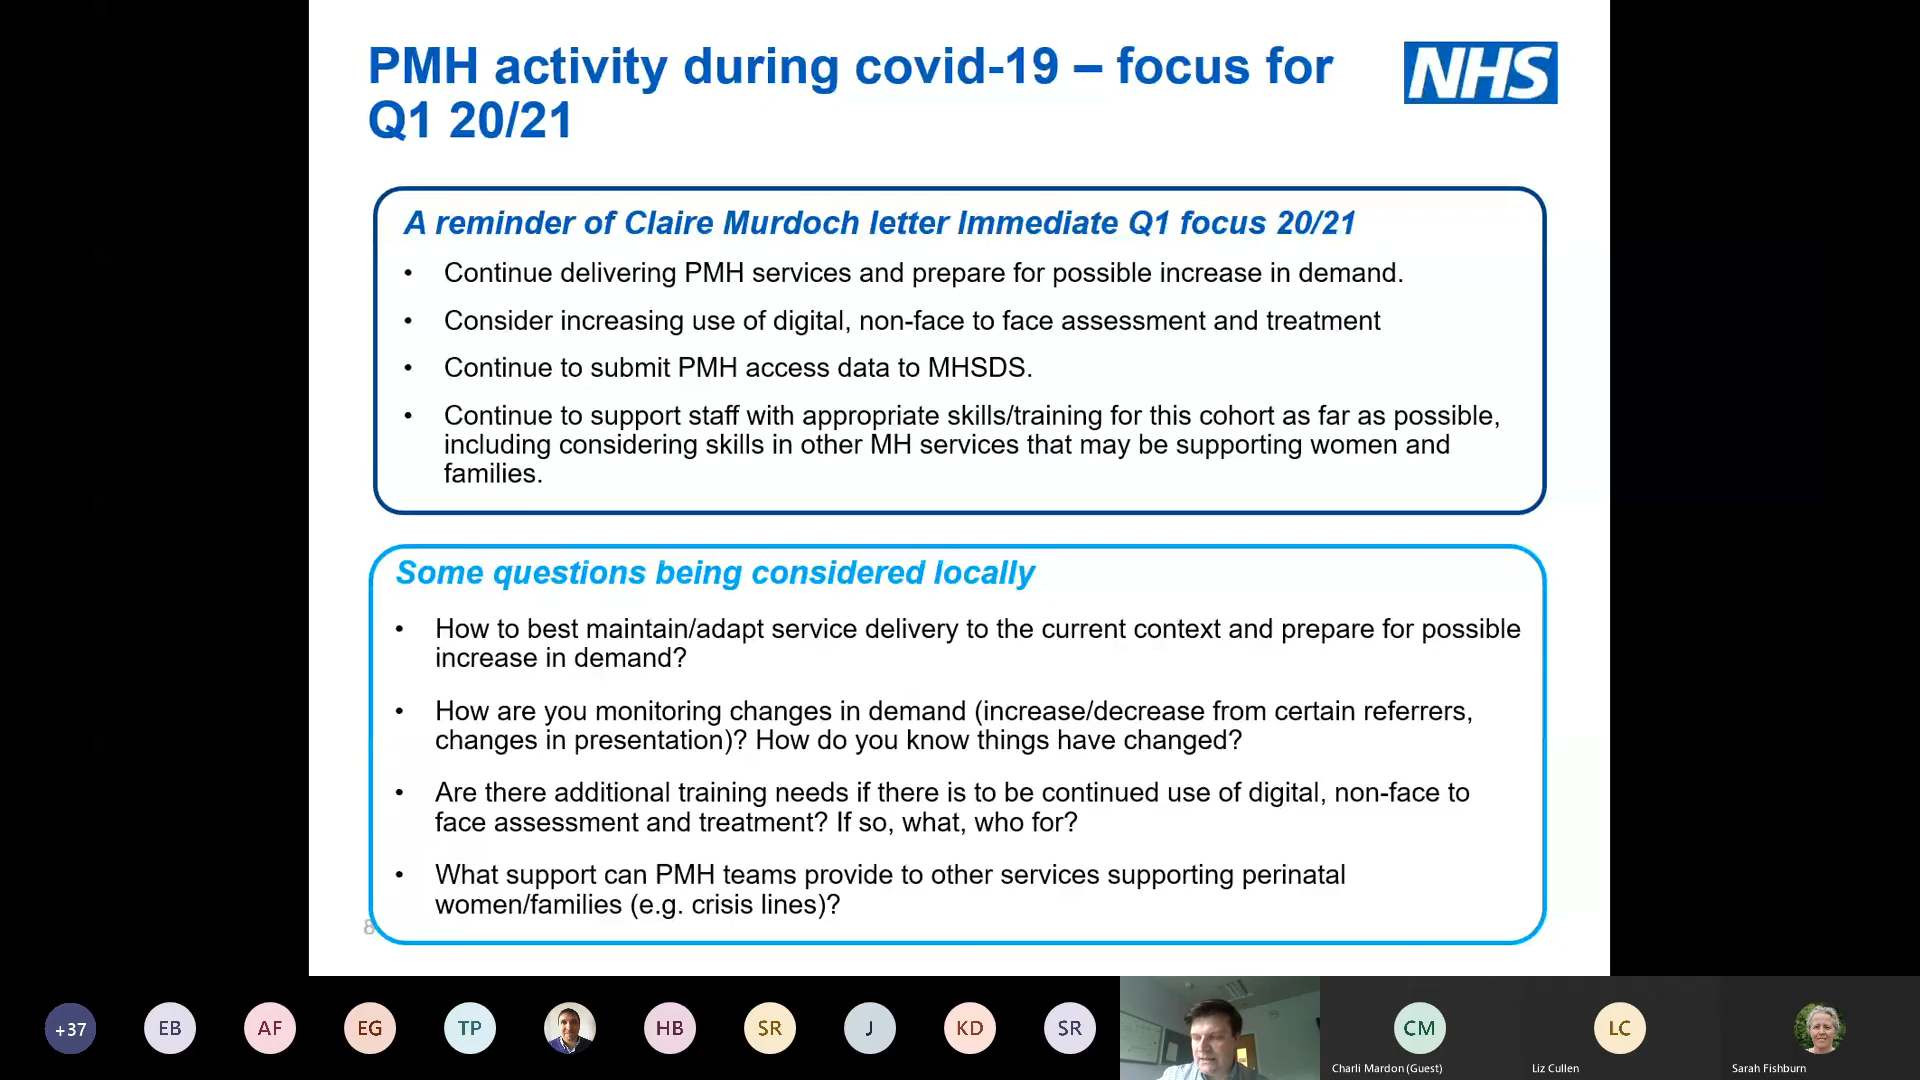 PMH activity during covid-19 – focus for
Q1 20/21
NHS
A reminder of Claire Murdoch letter Immediate Q1 focus 20/21
• Continue delivering PMH services and prepare for possible increase in demand.
• Consider increasing use of digital, non-face to face assessment and treatment
• Continue to submit PMH access data to MHSDS.
• Continue to support staff with appropriate skills/training for this cohort as far as possible,
including considering skills in other MH services that may be supporting women and
families.
Some questions being considered locally
• How to best maintain/adapt service delivery to the current context and prepare for possible
increase in demand?
• How are you monitoring changes in demand (increase/decrease from certain referrers,
changes in presentation)? How do you know things have changed?
• Are there additional training needs if there is to be continued use of digital, non-face to
face assessment and treatment? If so, what, who for?
• What support can PMH teams provide to other services supporting perinatal
women/families (e.g. crisis lines)?
8
+37 EB AF EG TP HB SR J KD SR CM LC
Charli Mardon (Guest) Liz Cullen Sarah Fishburn